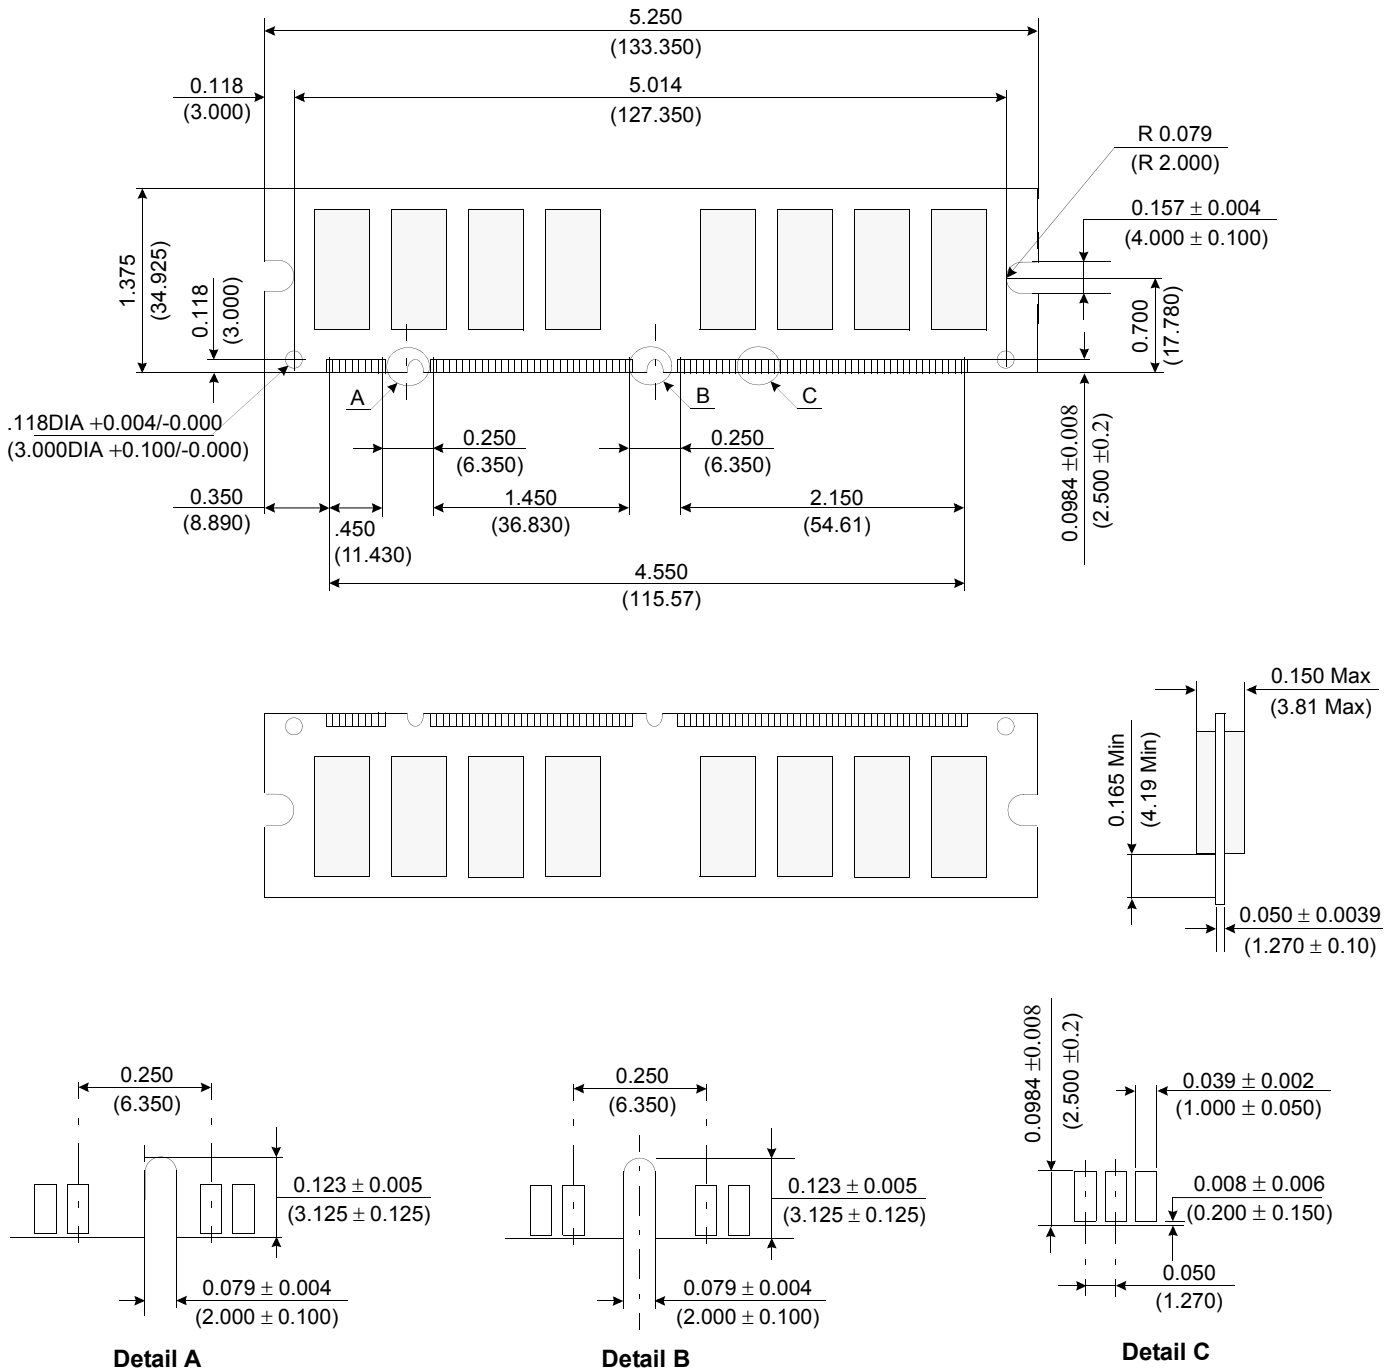 5.250
(133.350)
0.118
(3.000)
5.014
(127.350)
R 0.079
(R 2.000)
0.157 ± 0.004
(4.000 ± 0.100)
1.375
(34.925)
0.118
(3.000)
0.700
(17.780)
A
B
C
.118DIA +0.004/-0.000
(3.000DIA +0.100/-0.000)
0.250
(6.350)
0.250
(6.350)
0.0984 ±0.008
(2.500 ±0.2)
0.350
(8.890)
.450
(11.430)
1.450
(36.830)
2.150
(54.61)
4.550
(115.57)
0.150 Max
(3.81 Max)
0.165 Min
(4.19 Min)
0.050 ± 0.0039
(1.270 ± 0.10)
0.250
(6.350)
0.123 ± 0.005
(3.125 ± 0.125)
0.079 ± 0.004
(2.000 ± 0.100)
Detail A
0.250
(6.350)
0.123 ± 0.005
(3.125 ± 0.125)
0.079 ± 0.004
(2.000 ± 0.100)
Detail B
0.0984 ±0.008
(2.500 ±0.2)
0.039 ± 0.002
(1.000 ± 0.050)
0.008 ± 0.006
(0.200 ± 0.150)
0.050
(1.270)
Detail C